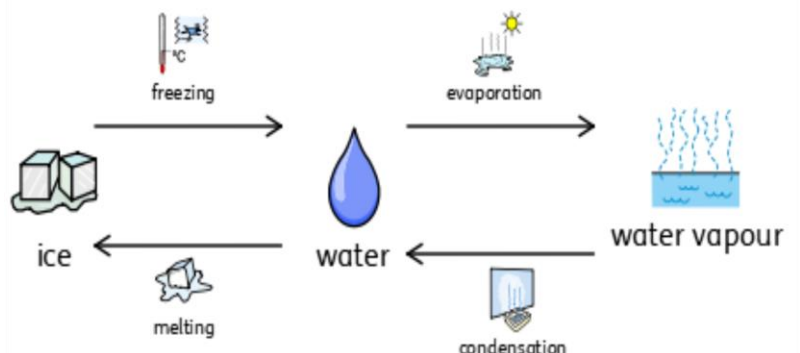 °C
freezing
evaporation
ice
water
water vapour
melting
condensation